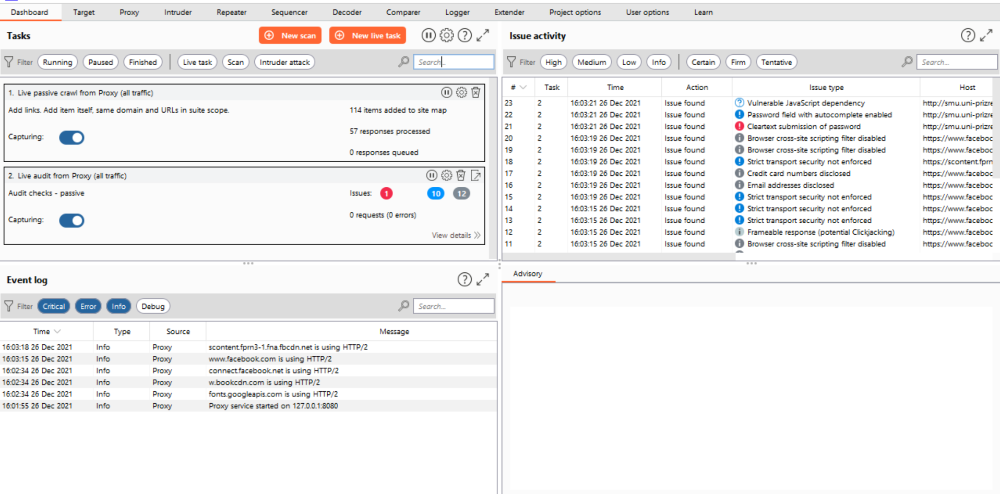 Dashboard Target Proxy Intruder Repeater Sequencer Decoder Comparer Logger Extender Project options User options Learn
Tasks
New scan
New live task
Filter Running Paused Finished Live task Scan Intruder attack Search...
1. Live passive crawl from Proxy (all traffic)
Add links. Add item itself, same domain and URLs in suite scope.
114 items added to site map
57 responses processed
Capturing:
0 responses queued
2. Live audit from Proxy (all traffic)
Audit checks - passive
Issues: 1 10 12
0 requests (0 errors)
Capturing:
View details
Issue activity
Filter High Medium Low Info Certain Firm Tentative Search...
# Task Time Action Issue type Host
23 2 16:03:21 26 Dec 2021 Issue found Vulnerable JavaScript dependency http://smu.uni-prizre
22 2 16:03:21 26 Dec 2021 Issue found Password field with autocomplete enabled http://smu.uni-prizre
21 2 16:03:21 26 Dec 2021 Issue found Cleartext submission of password http://smu.uni-prizre
20 2 16:03:19 26 Dec 2021 Issue found Browser cross-site scripting filter disabled https://www.faceboc
19 2 16:03:19 26 Dec 2021 Issue found Browser cross-site scripting filter disabled https://www.faceboc
18 2 16:03:19 26 Dec 2021 Issue found Strict transport security not enforced https://scontent.fprn
17 2 16:03:19 26 Dec 2021 Issue found Credit card numbers disclosed https://www.faceboc
16 2 16:03:19 26 Dec 2021 Issue found Email addresses disclosed https://www.faceboc
15 2 16:03:19 26 Dec 2021 Issue found Strict transport security not enforced https://www.faceboc
14 2 16:03:15 26 Dec 2021 Issue found Strict transport security not enforced https://www.faceboc
13 2 16:03:15 26 Dec 2021 Issue found Strict transport security not enforced https://www.faceboc
12 2 16:03:15 26 Dec 2021 Issue found Frameable response (potential Clickjacking) https://www.faceboc
11 2 16:03:15 26 Dec 2021 Issue found Browser cross-site scripting filter disabled https://www.faceboc
Event log
Filter Critical Error Info Debug Search...
Time Type Source Message
16:03:18 26 Dec 2021 Info Proxy scontent.fprn3-1.fna.fbcdn.net is using HTTP/2
16:03:15 26 Dec 2021 Info Proxy www.facebook.com is using HTTP/2
16:02:34 26 Dec 2021 Info Proxy connect.facebook.net is using HTTP/2
16:02:34 26 Dec 2021 Info Proxy w.bookcdn.com is using HTTP/2
16:02:34 26 Dec 2021 Info Proxy fonts.googleapis.com is using HTTP/2
16:01:55 26 Dec 2021 Info Proxy Proxy service started on 127.0.0.1:8080
Advisory